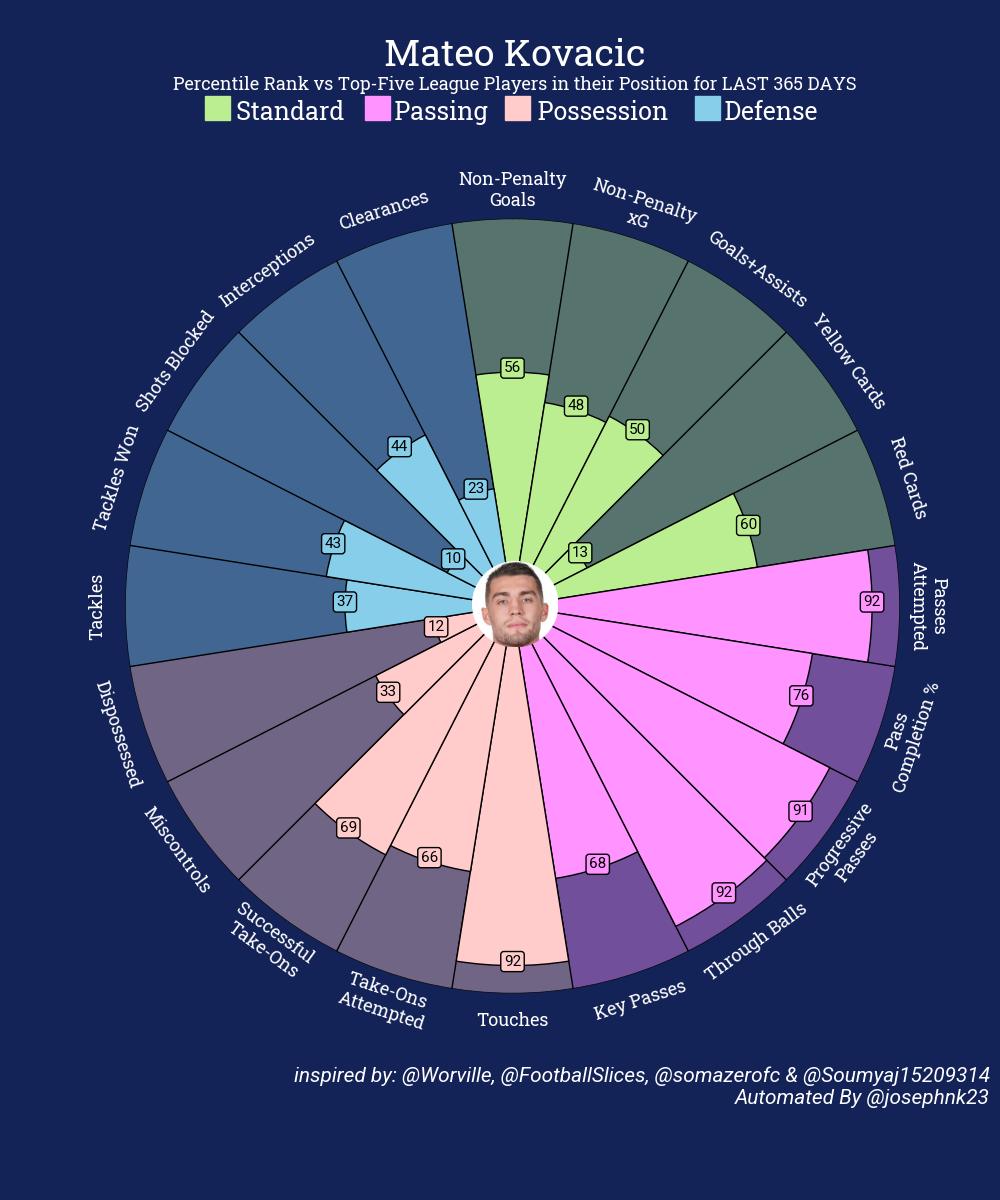 Mateo Kovacic
Percentile Rank vs Top-Five League Players in their Position for LAST 365 DAYS
Standard Passing Possession Defense
Non-Penalty
Goals
Non-Penalty
xG
Goals+Assists
Yellow Cards
Red Cards
Passes
Attempted
Pass
Completion %
Progressive
Passes
Through Balls
Key Passes
Touches
Take-Ons
Attempted
Successful
Take-Ons
Miscontrols
Dispossessed
Tackles
Tackles Won
Shots Blocked
Interceptions
Clearances
56
48
50
13
60
92
76
91
92
68
92
66
69
33
12
37
43
10
44
23
inspired by: @Worville, @FootballSlices, @somazerofc & @Soumyaj15209314
Automated By @josephnk23